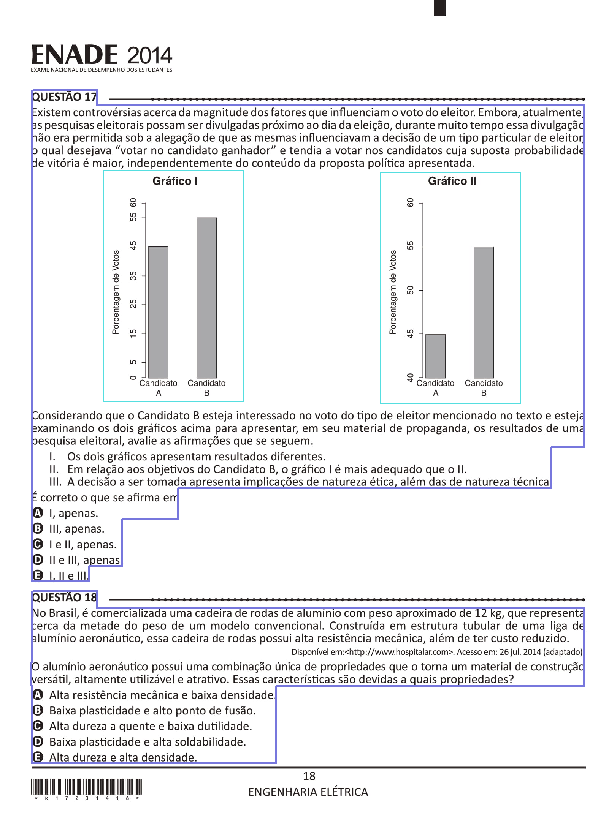 ENADE 2014
EXAME NACIONAL DE DESEMPENHO DOS ESTUDANTES
QUESTÃO 17
Existem controvérsias acerca da magnitude dos fatores que influenciam o voto do eleitor. Embora, atualmente,
as pesquisas eleitorais possam ser divulgadas próximo ao dia da eleição, durante muito tempo essa divulgação
não era permitida sob a alegação de que as mesmas influenciavam a decisão de um tipo particular de eleitor,
o qual desejava “votar no candidato ganhador” e tendia a votar nos candidatos cuja suposta probabilidade
de vitória é maior, independentemente do conteúdo da proposta política apresentada.
Gráfico I
Porcentagem de Votos
0 5 15 25 35 45 55 60
Candidato A
Candidato B
Gráfico II
Porcentagem de Votos
40 45 50 55 60
Candidato A
Candidato B
Considerando que o Candidato B esteja interessado no voto do tipo de eleitor mencionado no texto e esteja
examinando os dois gráficos acima para apresentar, em seu material de propaganda, os resultados de uma
pesquisa eleitoral, avalie as afirmações que se seguem.
I. Os dois gráficos apresentam resultados diferentes.
II. Em relação aos objetivos do Candidato B, o gráfico I é mais adequado que o II.
III. A decisão a ser tomada apresenta implicações de natureza ética, além das de natureza técnica.
É correto o que se afirma em
A I, apenas.
B III, apenas.
C I e II, apenas.
D II e III, apenas.
E I, II e III.
QUESTÃO 18
No Brasil, é comercializada uma cadeira de rodas de alumínio com peso aproximado de 12 kg, que representa
cerca da metade do peso de um modelo convencional. Construída em estrutura tubular de uma liga de
alumínio aeronáutico, essa cadeira de rodas possui alta resistência mecânica, além de ter custo reduzido.
Disponível em:<http://www.hospitalar.com>. Acesso em: 26 jul. 2014 (adaptado).
O alumínio aeronáutico possui uma combinação única de propriedades que o torna um material de construção
versátil, altamente utilizável e atrativo. Essas características são devidas a quais propriedades?
A Alta resistência mecânica e baixa densidade.
B Baixa plasticidade e alto ponto de fusão.
C Alta dureza a quente e baixa dutilidade.
D Baixa plasticidade e alta soldabilidade.
E Alta dureza e alta densidade.
18
ENGENHARIA ELÉTRICA